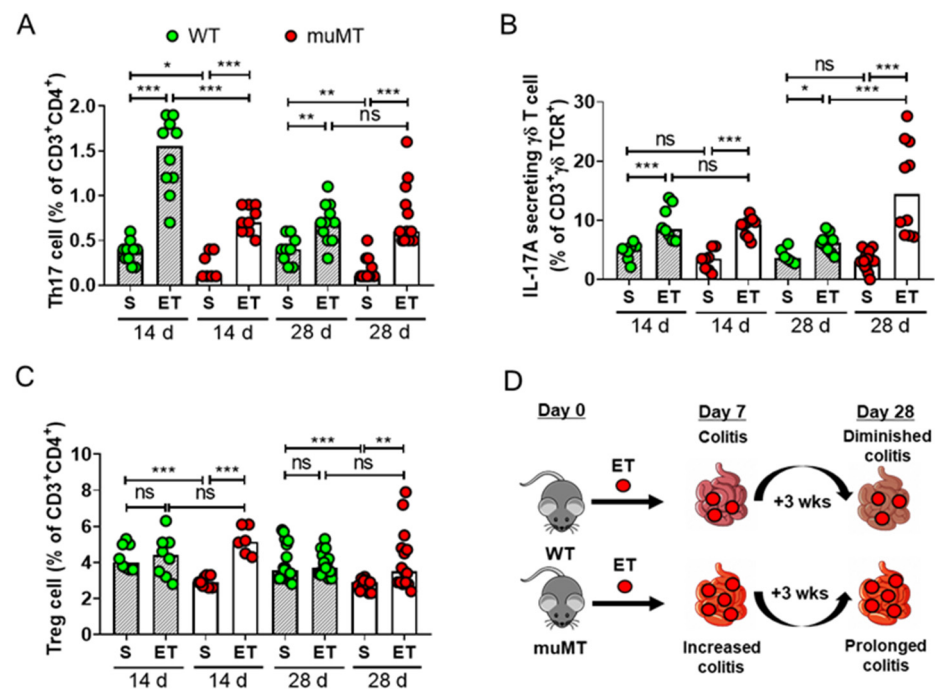 A
WT
muMT
* ***
*** ***
** ***
** ns
Th17 cell (% of CD3+CD4+)
2.0
1.5
1.0
0.5
0.0
S ET S ET S ET S ET
14 d 14 d 28 d 28 d
B
ns ***
* ***
ns ***
*** ns
IL-17A secreting γδ T cell
(% of CD3+γδ TCR+)
30
20
10
0
S ET S ET S ET S ET
14 d 14 d 28 d 28 d
C
*** ***
ns ns
*** **
ns ns
Treg cell (% of CD3+CD4+)
10
8
6
4
2
0
S ET S ET S ET S ET
14 d 14 d 28 d 28 d
D
Day 0
Day 7
Day 28
Colitis
Diminished
colitis
ET
+3 wks
WT
ET
+3 wks
muMT
Increased
colitis
Prolonged
colitis